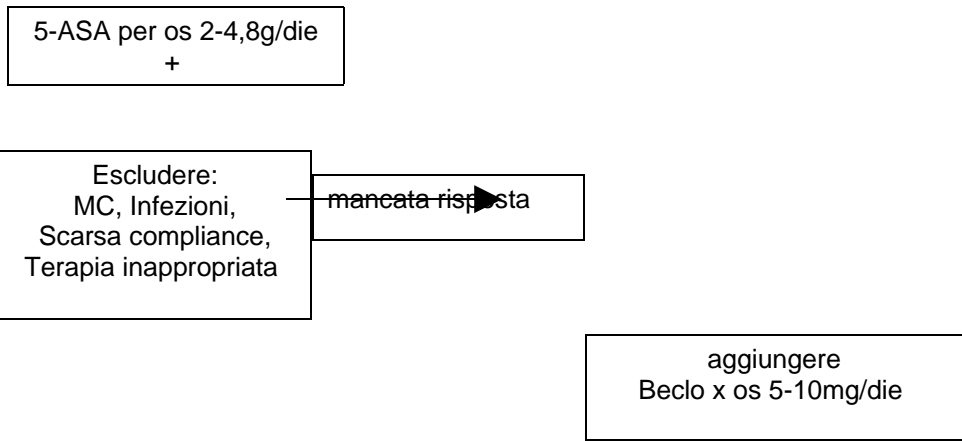 5-ASA per os 2-4,8g/die
+
Escludere:
MC, Infezioni,
Scarsa compliance,
Terapia inappropriata
mancata risposta
aggiungere
Beclo x os 5-10mg/die